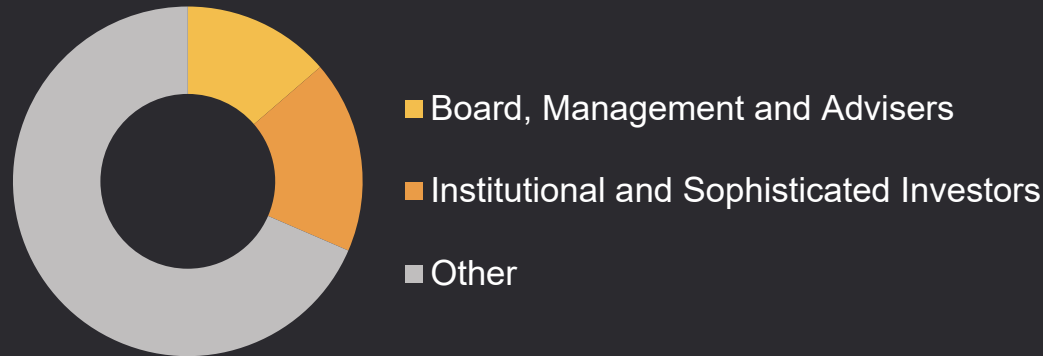 Board, Management and Advisers
Institutional and Sophisticated Investors
Other